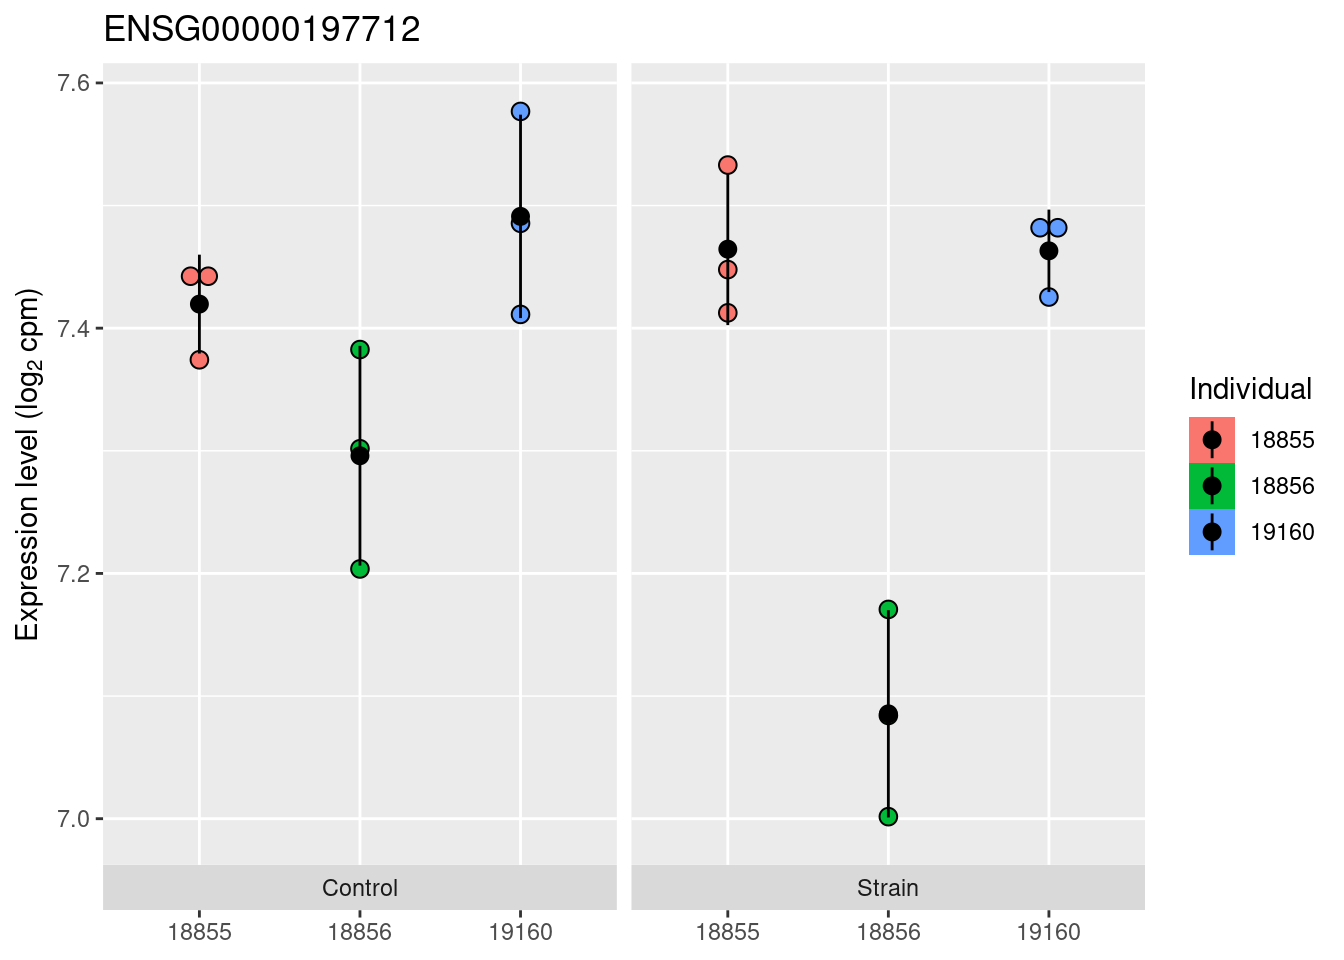 ENSG00000197712
Expression level (log₂ cpm)
7.6
7.4
7.2
7.0
Control
Strain
18855 18856 19160
18855 18856 19160
Individual
18855
18856
19160